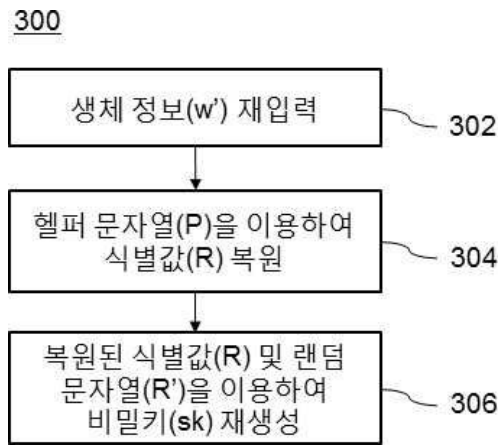 300
생체 정보(w’) 재입력
302
헬퍼 문자열(P)을 이용하여
식별값(R) 복원
304
복원된 식별값(R) 및 랜덤
문자열(R’)을 이용하여
비밀키(sk) 재생성
306